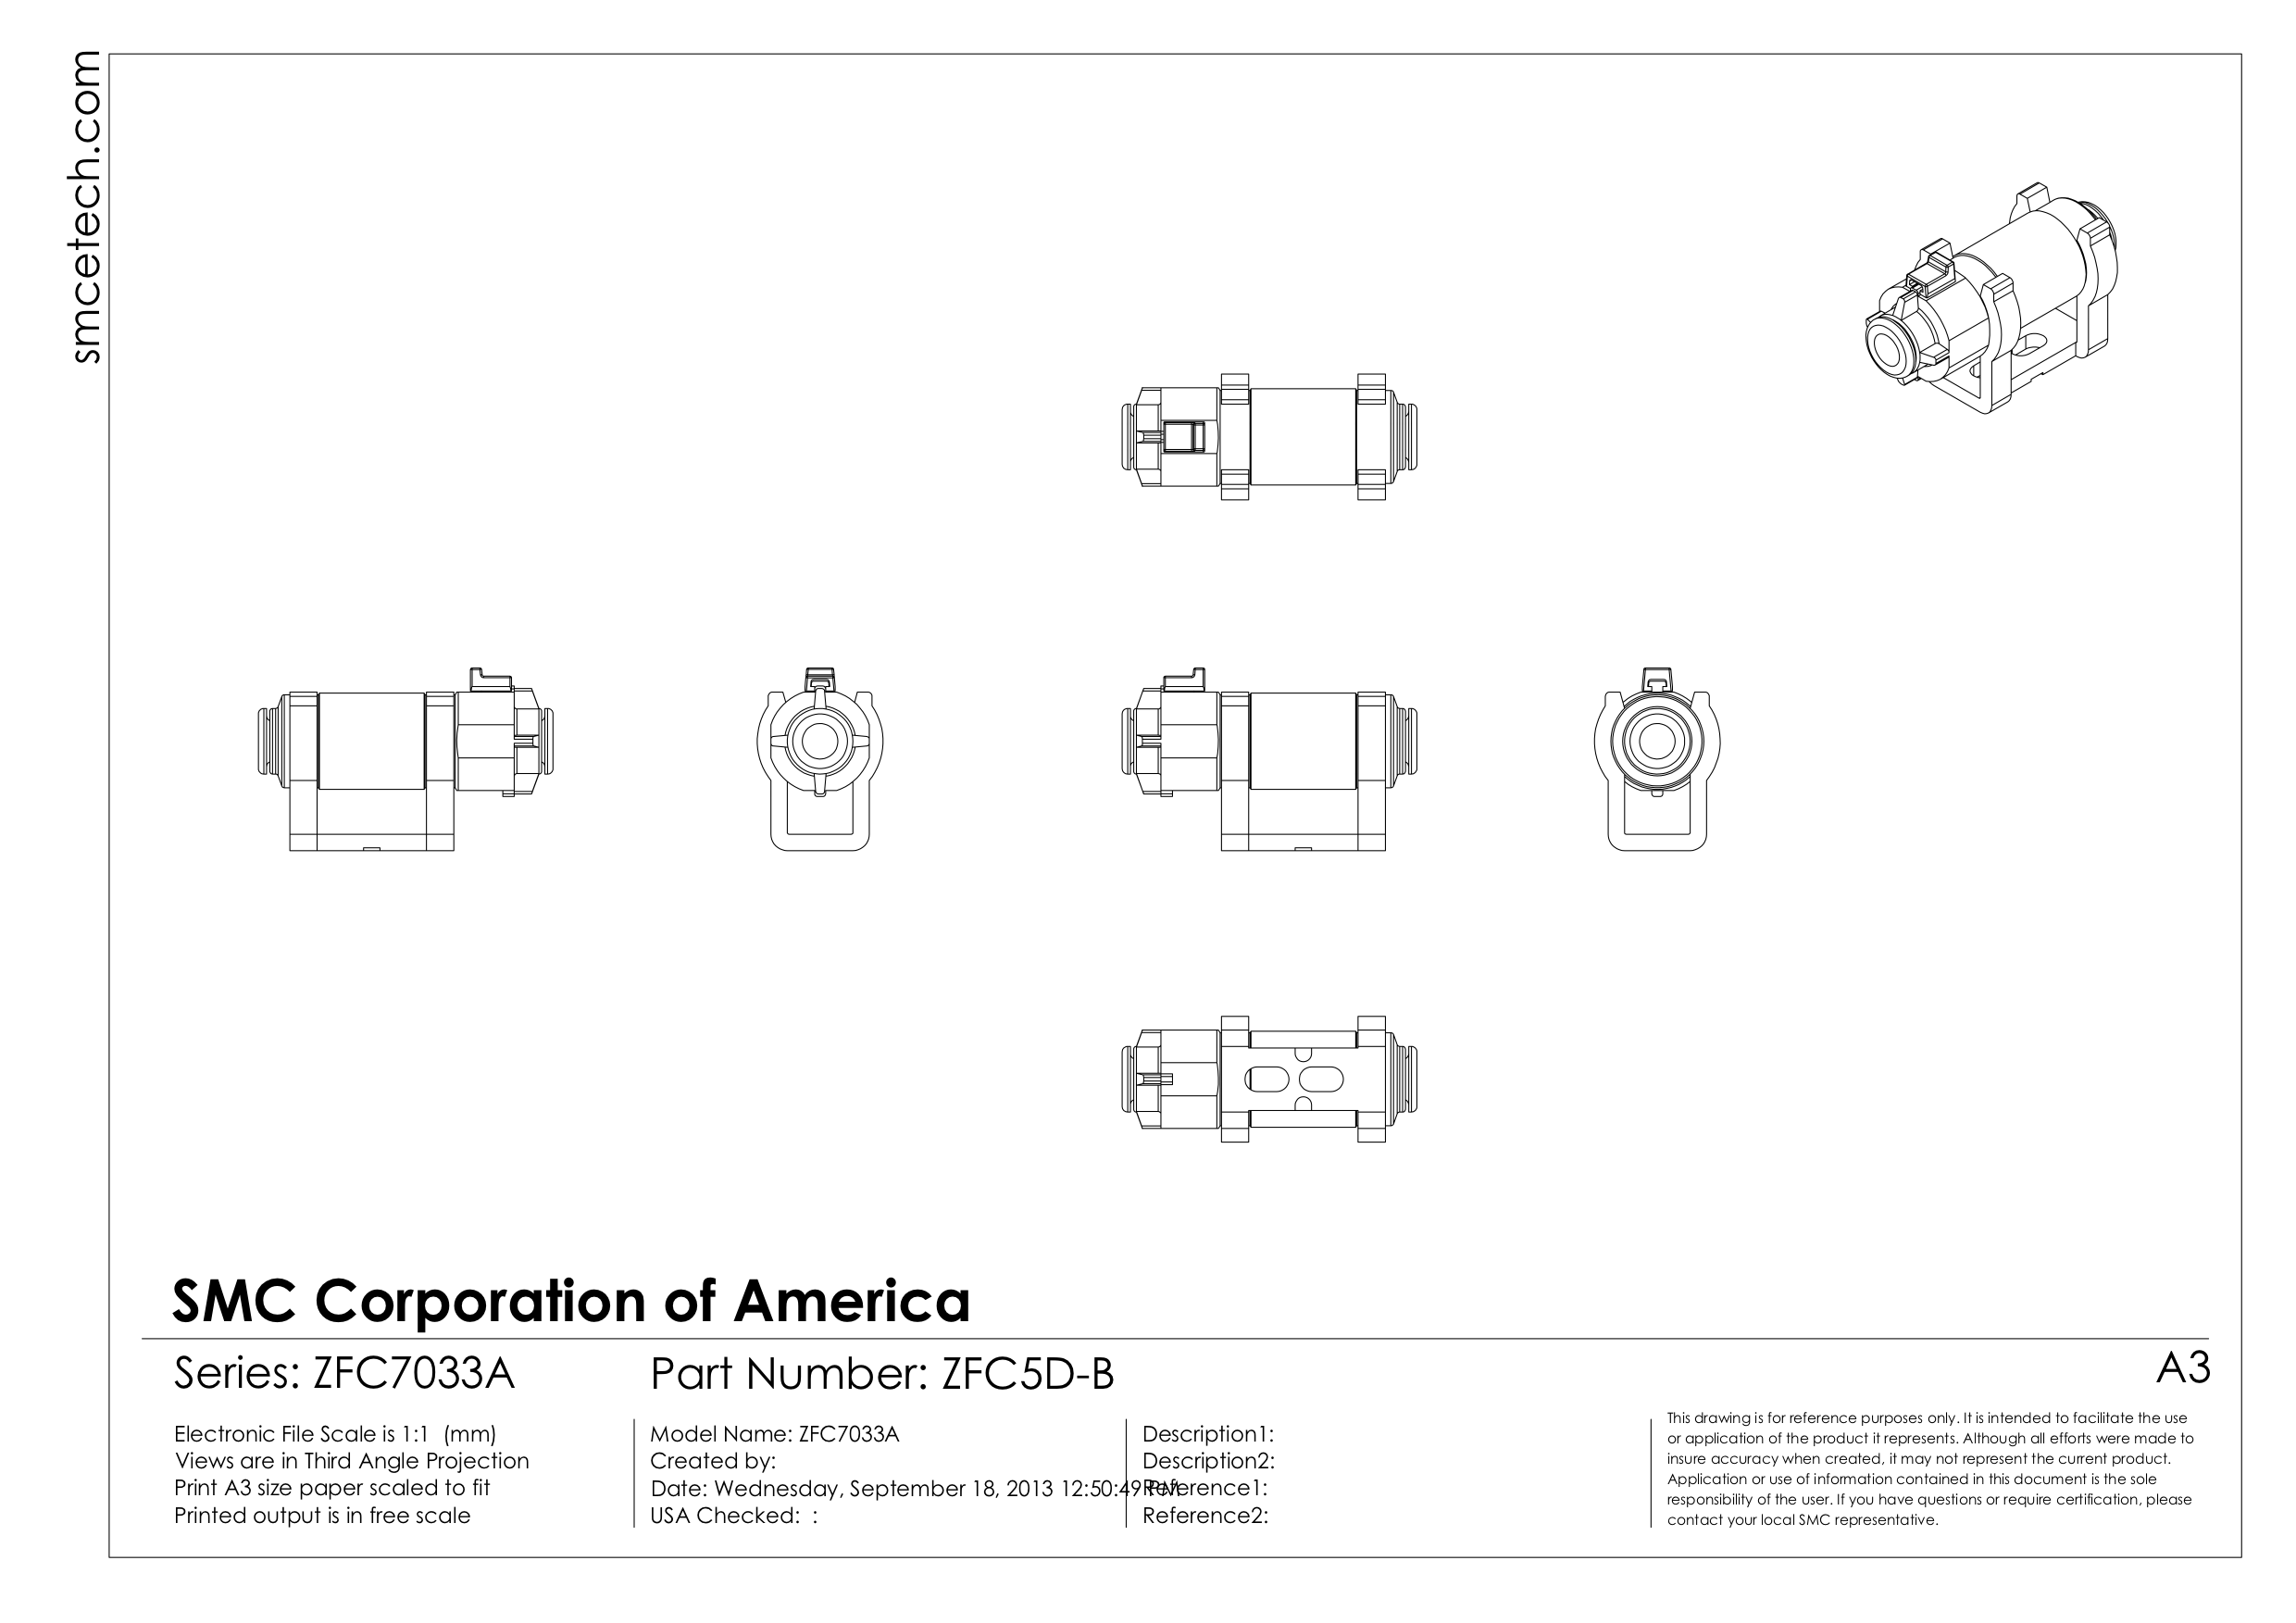 smcetech.com
SMC Corporation of America
Series: ZFC7033A
Part Number: ZFC5D-B
A3
Electronic File Scale is 1:1 (mm)
Views are in Third Angle Projection
Print A3 size paper scaled to fit
Printed output is in free scale
Model Name: ZFC7033A
Created by:
Date: Wednesday, September 18, 2013 12:50:49 PM
USA Checked: :
Description1:
Description2:
Reference1:
Reference2:
This drawing is for reference purposes only. It is intended to facilitate the use
or application of the product it represents. Although all efforts were made to
insure accuracy when created, it may not represent the current product.
Application or use of information contained in this document is the sole
responsibility of the user. If you have questions or require certification, please
contact your local SMC representative.